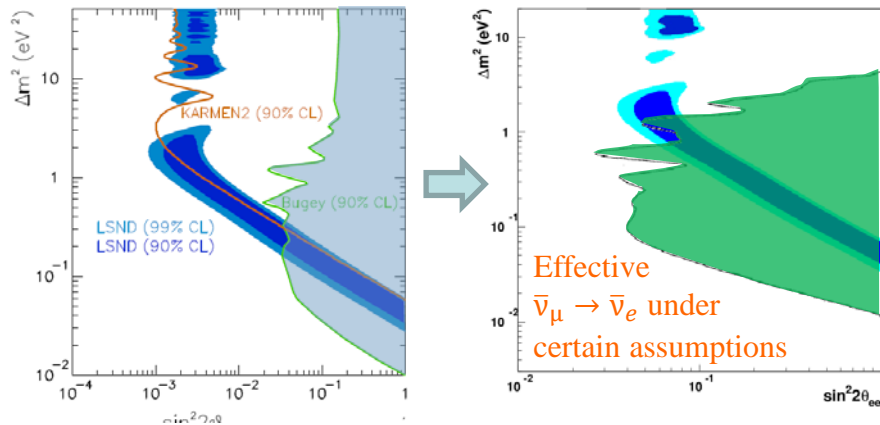 Δm² (eV²)
10
1
10⁻¹
10⁻²
KARMEN2 (90% CL)
Bugey (90% CL)
LSND (99% CL)
LSND (90% CL)
10⁻⁴
10⁻³
10⁻²
10⁻¹
1
Δm² (eV²)
10
1
10⁻¹
10⁻²
Effective
ν̄μ → ν̄e under
certain assumptions
10⁻²
10⁻¹
sin²2θee